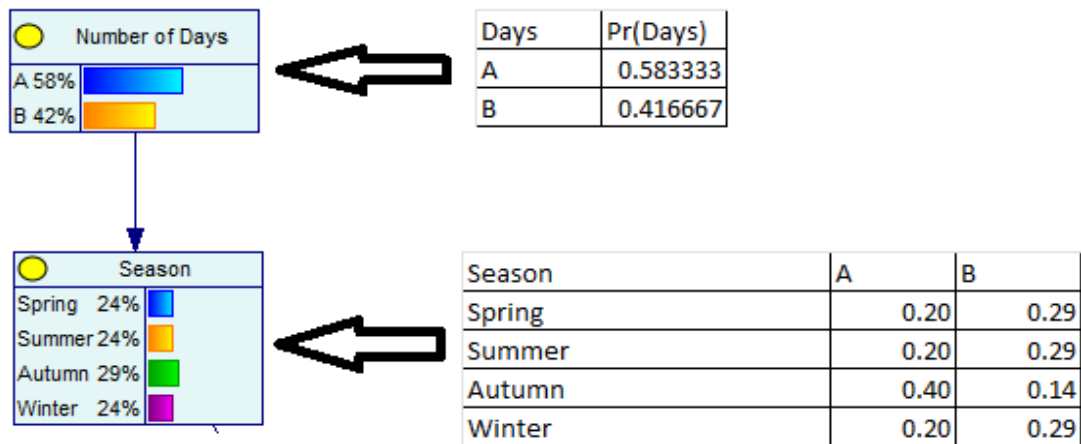 Number of Days
A 58%
B 42%
Days Pr(Days)
A 0.583333
B 0.416667
Season
Spring 24%
Summer 24%
Autumn 29%
Winter 24%
Season A B
Spring 0.20 0.29
Summer 0.20 0.29
Autumn 0.40 0.14
Winter 0.20 0.29